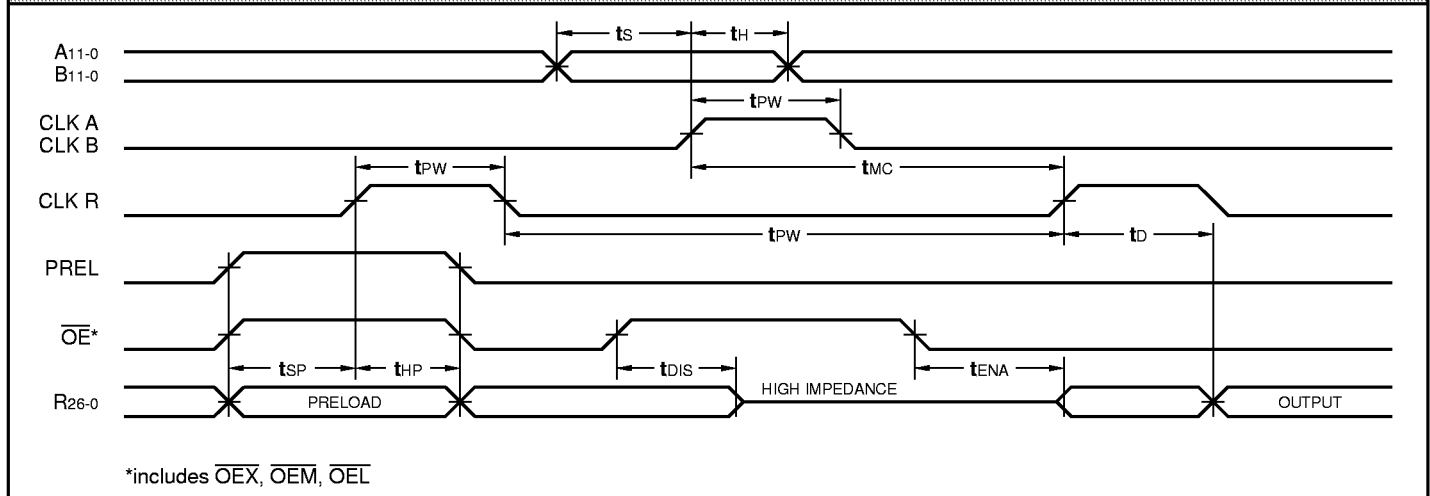 tS tH
A11-0
B11-0
tPW
CLK A
CLK B
tPW tMC
CLK R
tPW tD
PREL
OE*
tSP tHP tDIS tENA
R26-0 PRELOAD HIGH IMPEDANCE OUTPUT
*includes OEX, OEM, OEL